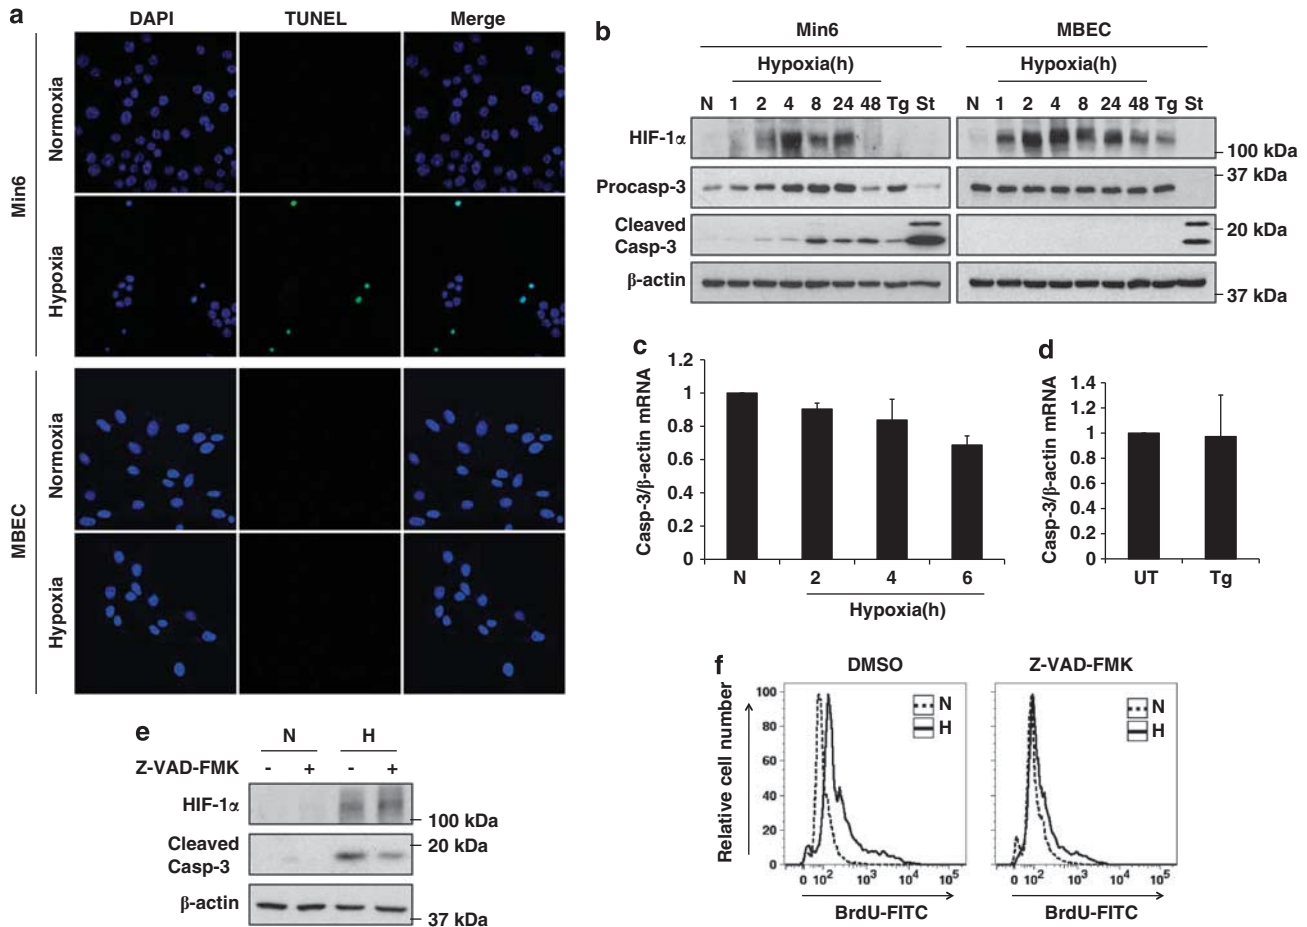 a
DAPI TUNEL Merge
Min6
Normoxia
Hypoxia
MBEC
Normoxia
Hypoxia
b
Min6 MBEC
Hypoxia(h) Hypoxia(h)
N 1 2 4 8 24 48 Tg St N 1 2 4 8 24 48 Tg St
HIF-1α
100 kDa
Procasp-3
37 kDa
Cleaved
Casp-3
20 kDa
β-actin
37 kDa
c
Casp-3/β-actin mRNA
1.2
1
0.8
0.6
0.4
0.2
0
N 2 4 6
Hypoxia(h)
d
Casp-3/β-actin mRNA
1.4
1.2
1
0.8
0.6
0.4
0.2
0
UT Tg
e
N H
Z-VAD-FMK - + - +
HIF-1α
100 kDa
Cleaved
Casp-3
20 kDa
β-actin
37 kDa
f
DMSO Z-VAD-FMK
Relative cell number
100
80
60
40
20
0
N
H
N
H
0 10² 10³ 10⁴ 10⁵ 0 10² 10³ 10⁴ 10⁵
BrdU-FITC BrdU-FITC